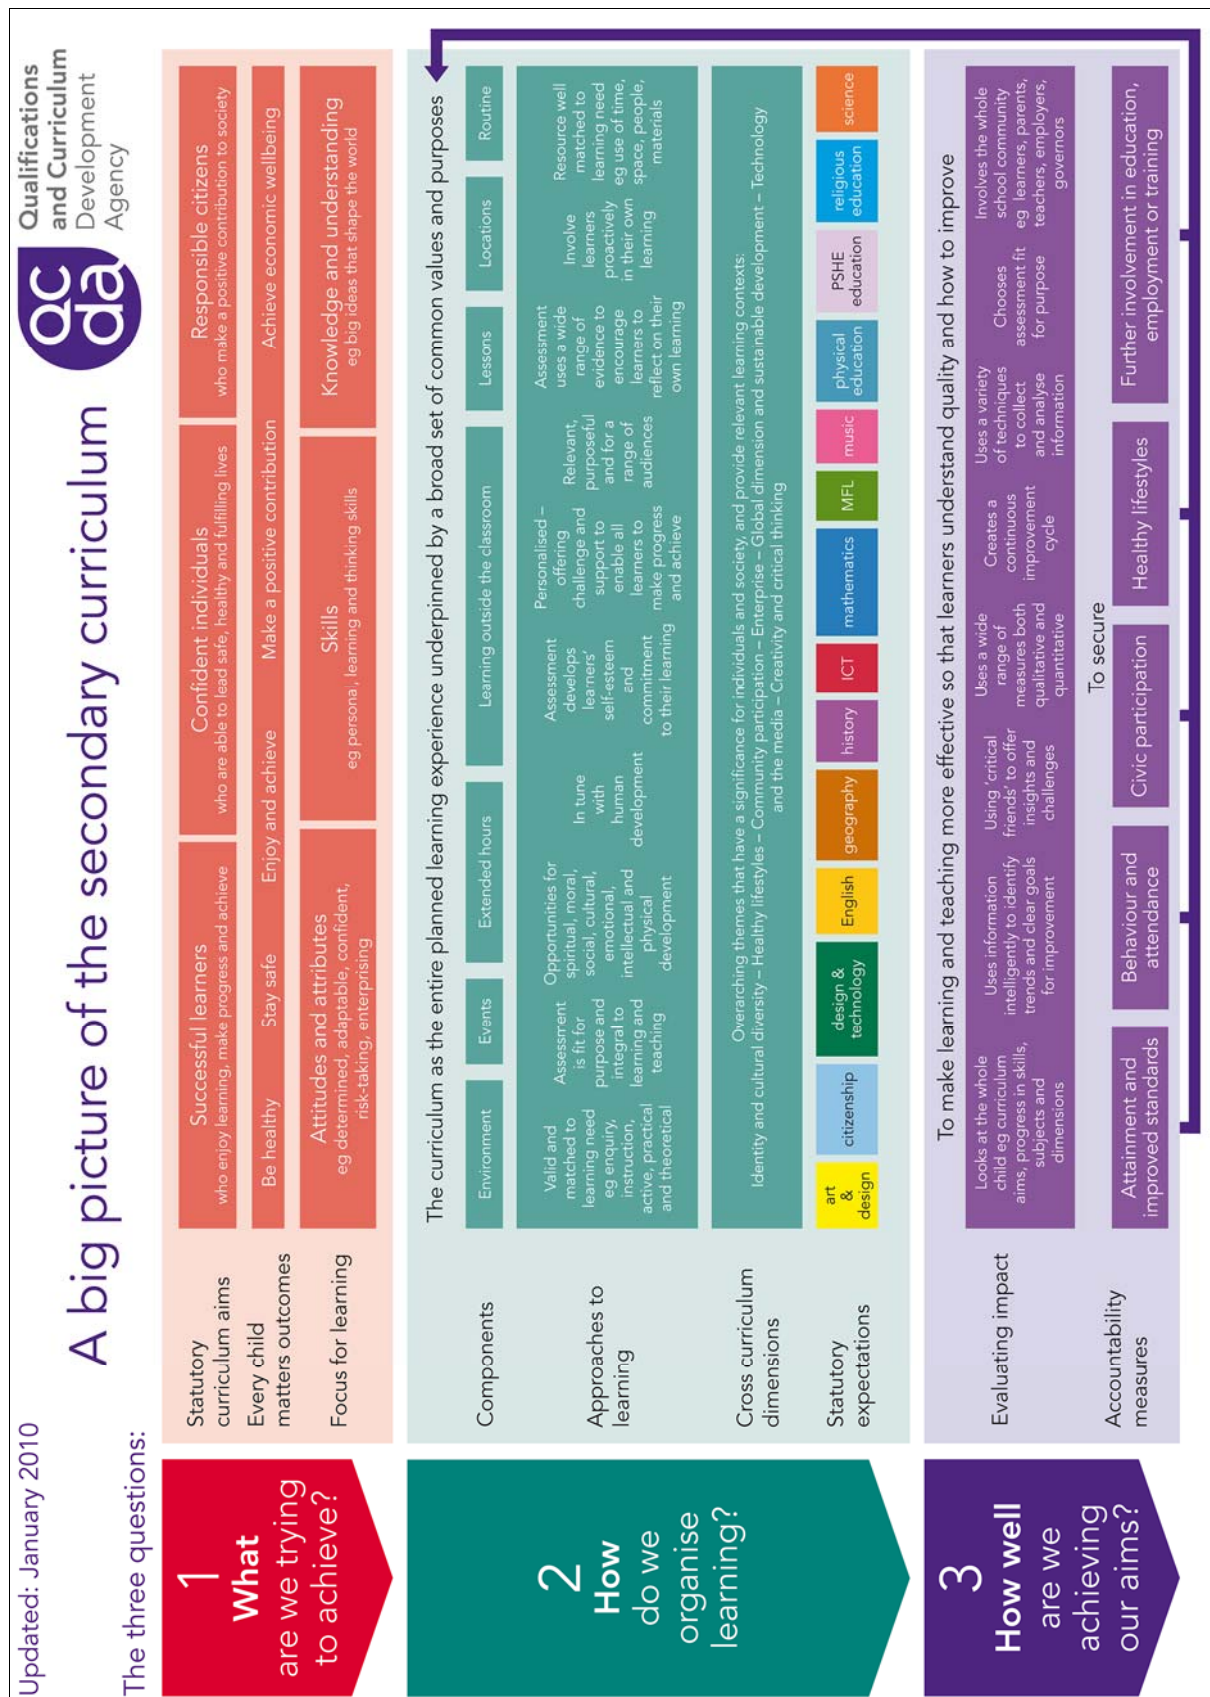 Updated: January 2010
A big picture of the secondary curriculum
Qualifications
and Curriculum
Development
Agency
QC
da
The three questions:
1
What
are we trying
to achieve?
Statutory
curriculum aims
Successful learners
who enjoy learning, make progress and achieve
Confident individuals
who are able to lead safe, healthy and fulfilling lives
Responsible citizens
who make a positive contribution to society
Every child
matters outcomes
Be healthy
Stay safe
Enjoy and achieve
Make a positive contribution
Achieve economic wellbeing
Focus for learning
Attitudes and attributes
eg determined, adaptable, confident,
risk-taking, enterprising
Skills
eg personal, learning and thinking skills
Knowledge and understanding
eg big ideas that shape the world
2
How
do we
organise
learning?
The curriculum as the entire planned learning experience underpinned by a broad set of common values and purposes
Components
Environment
Events
Extended hours
Learning outside the classroom
Lessons
Locations
Routine
Approaches to
learning
Valid and
matched to
learning need
eg enquiry,
instruction,
active, practical
and theoretical
Assessment
is fit for
purpose and
integral to
learning and
teaching
Opportunities for
spiritual, moral,
social, cultural,
emotional,
intellectual and
physical
development
In tune
with
human
development
Assessment
develops
learners'
self-esteem
and
commitment
to their learning
Personalised –
offering
challenge and
support to
enable all
learners to
make progress
and achieve
Relevant,
purposeful
and for a
range of
audiences
Assessment
uses a wide
range of
evidence to
encourage
learners to
reflect on their
own learning
Involve
learners
proactively
in their own
learning
Resource well
matched to
learning need
eg use of time,
space, people,
materials
Cross curriculum
dimensions
Overarching themes that have a significance for individuals and society, and provide relevant learning contexts:
Identity and cultural diversity – Healthy lifestyles – Community participation – Enterprise – Global dimension and sustainable development – Technology
and the media – Creativity and critical thinking
Statutory
expectations
art
&
design
citizenship
design &
technology
English
geography
history
ICT
mathematics
MFL
music
physical
education
PSHE
education
religious
education
science
3
How well
are we
achieving
our aims?
To make learning and teaching more effective so that learners understand quality and how to improve
Evaluating impact
Looks at the whole
child eg curriculum
aims, progress in skills,
subjects and
dimensions
Uses information
intelligently to identify
trends and clear goals
for improvement
Using 'critical
friends' to offer
insights and
challenges
Uses a wide
range of
measures both
qualitative and
quantitative
Creates a
continuous
improvement
cycle
Uses a variety
of techniques
to collect
and analyse
information
Chooses
assessment fit
for purpose
Involves the whole
school community
eg learners, parents,
teachers, employers,
governors
To secure
Accountability
measures
Attainment and
improved standards
Behaviour and
attendance
Civic participation
Healthy lifestyles
Further involvement in education,
employment or training